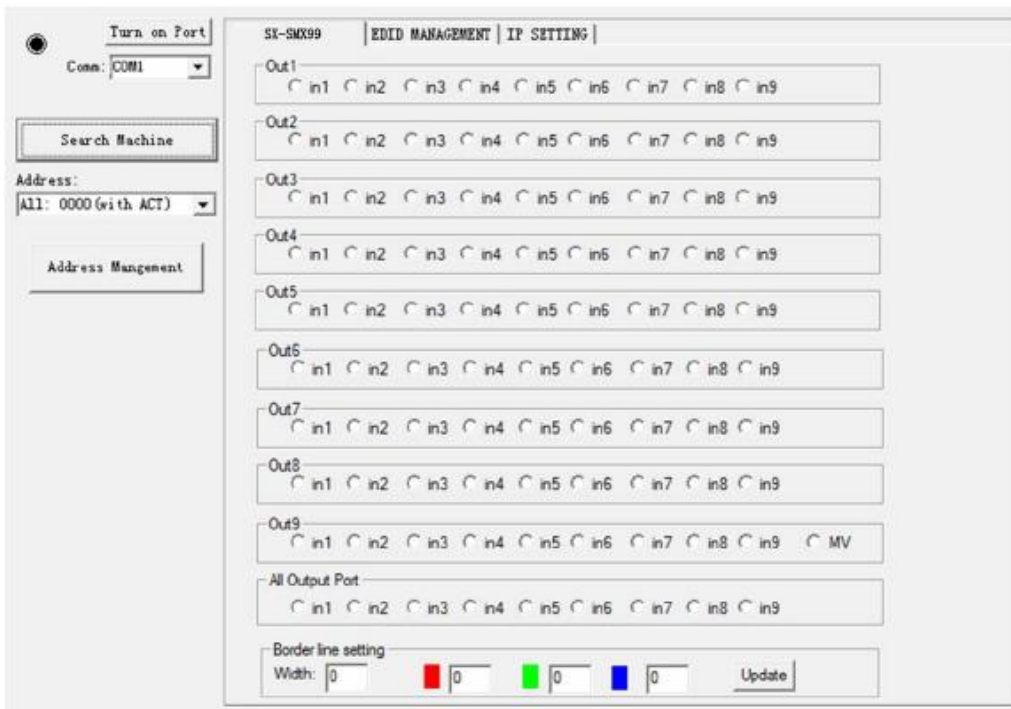 Turn on Port
Comm: COM1
Search Machine
Address:
All: 0000(with ACT)
Address Mangement
SX-SMX99 EDID MANAGEMENT IP SETTING
Out1
in1 in2 in3 in4 in5 in6 in7 in8 in9
Out2
in1 in2 in3 in4 in5 in6 in7 in8 in9
Out3
in1 in2 in3 in4 in5 in6 in7 in8 in9
Out4
in1 in2 in3 in4 in5 in6 in7 in8 in9
Out5
in1 in2 in3 in4 in5 in6 in7 in8 in9
Out6
in1 in2 in3 in4 in5 in6 in7 in8 in9
Out7
in1 in2 in3 in4 in5 in6 in7 in8 in9
Out8
in1 in2 in3 in4 in5 in6 in7 in8 in9
Out9
in1 in2 in3 in4 in5 in6 in7 in8 in9 MV
All Output Port
in1 in2 in3 in4 in5 in6 in7 in8 in9
Border line setting
Width: 0 0 0 0 Update